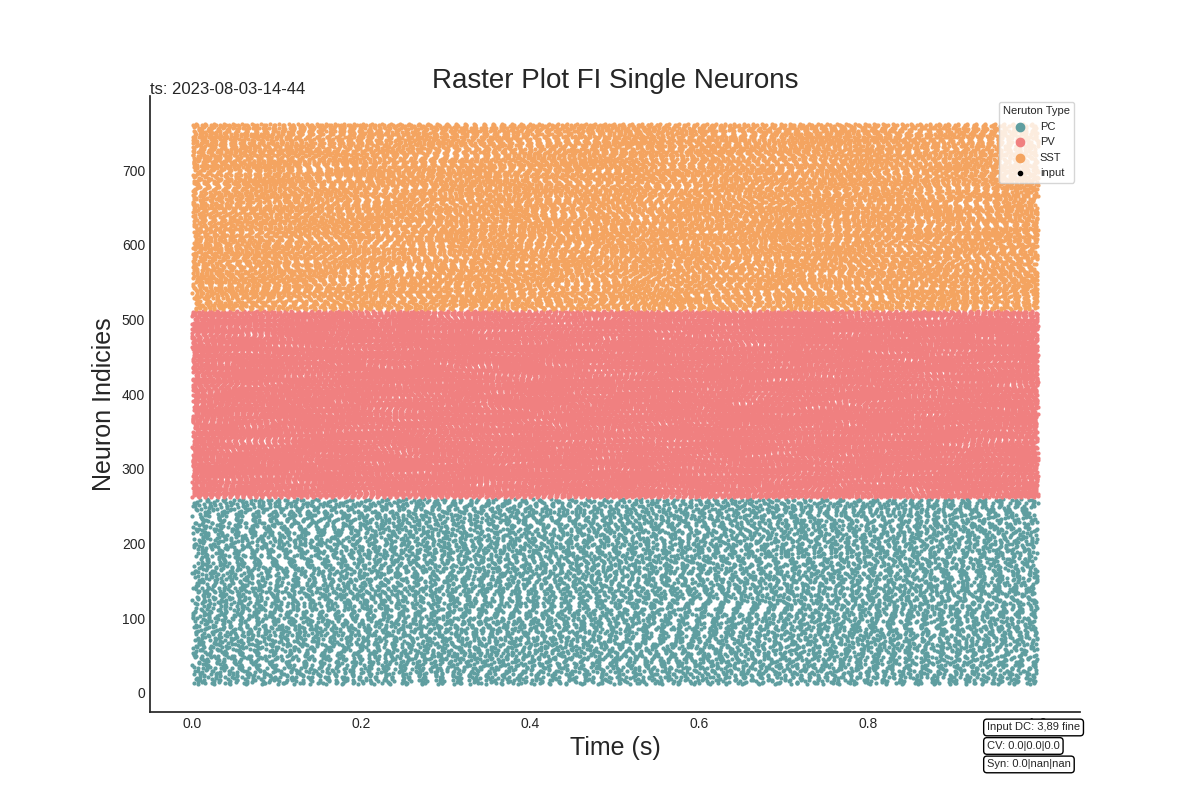 Raster Plot FI Single Neurons
ts: 2023-08-03-14-44
Neruton Type
PC
PV
SST
input
Neuron Indicies
700
600
500
400
300
200
100
0
0.0 0.2 0.4 0.6 0.8
Time (s)
Input DC: 3,89 fine
CV: 0.0|0.0|0.0
Syn: 0.0|nan|nan